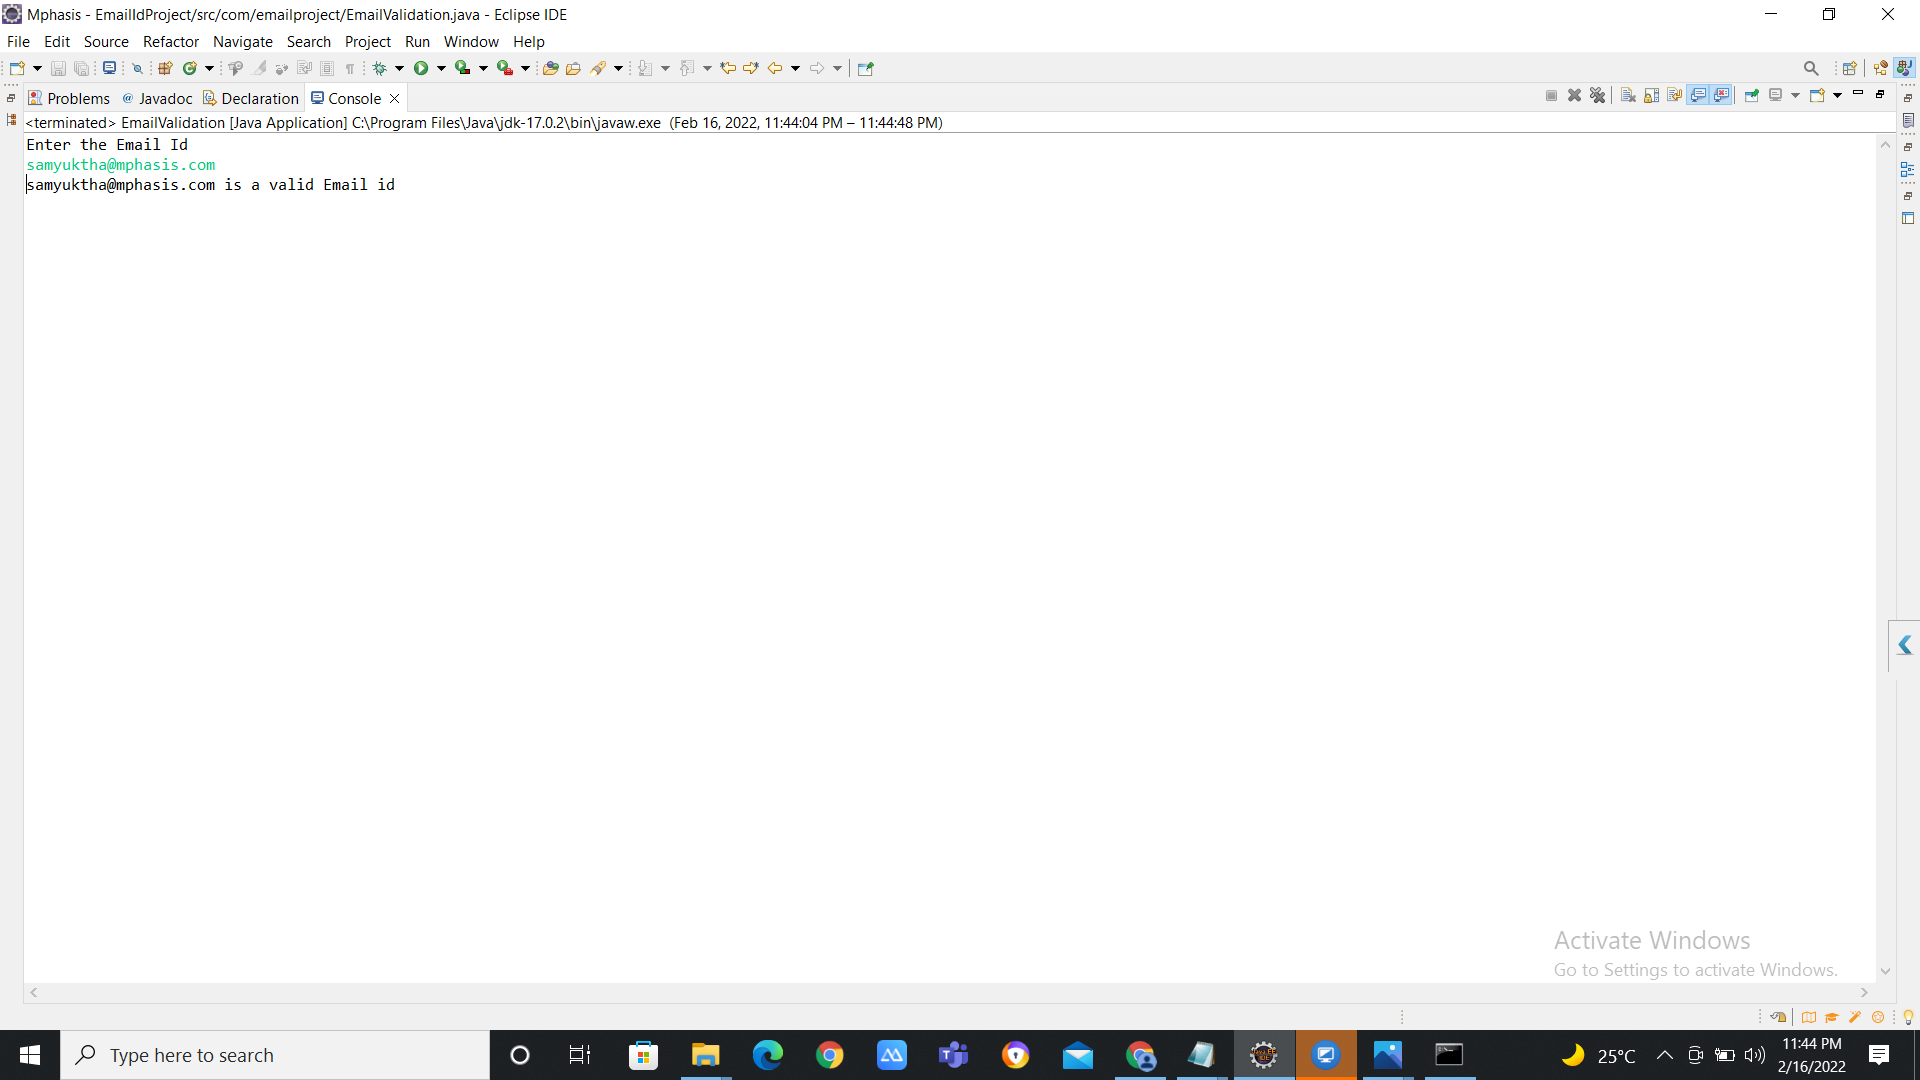 Mphasis - EmailIdProject/src/com/emailproject/EmailValidation.java - Eclipse IDE
File Edit Source Refactor Navigate Search Project Run Window Help
Problems @ Javadoc Declaration Console
<terminated> EmailValidation [Java Application] C:\Program Files\Java\jdk-17.0.2\bin\javaw.exe (Feb 16, 2022, 11:44:04 PM – 11:44:48 PM)
Enter the Email Id
samyuktha@mphasis.com
samyuktha@mphasis.com is a valid Email id
Activate Windows
Go to Settings to activate Windows.
Type here to search
25°C
11:44 PM
2/16/2022